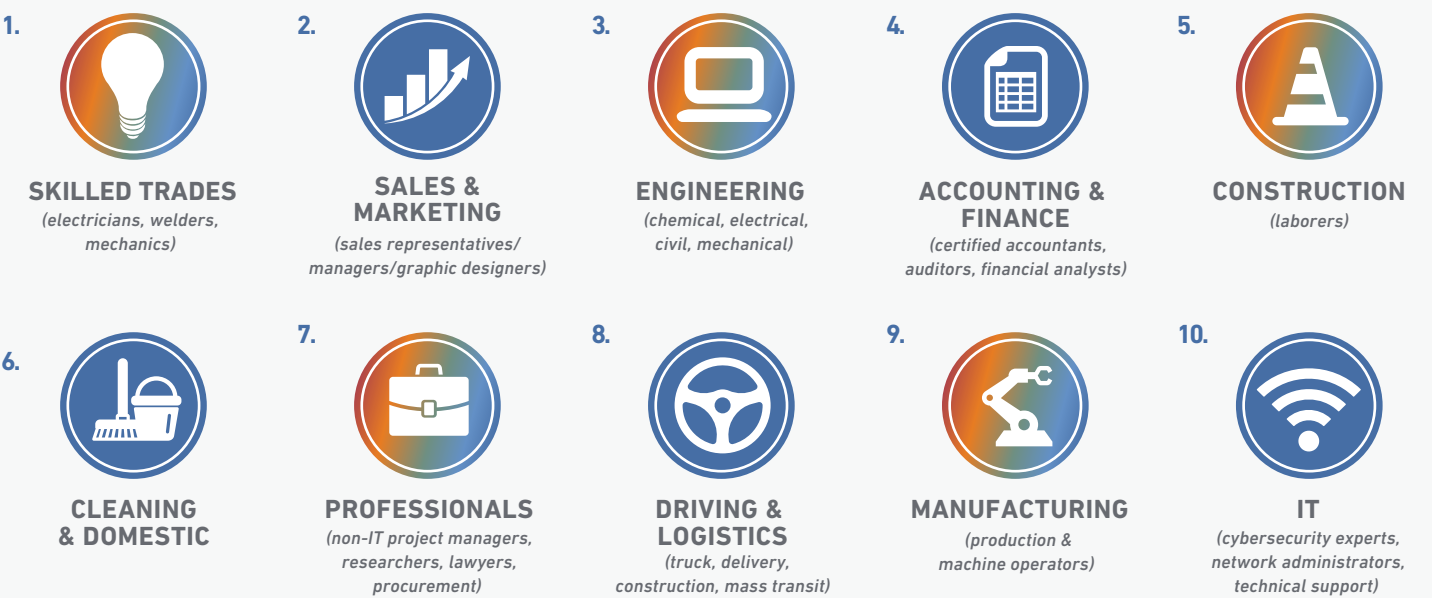 1.
SKILLED TRADES
(electricians, welders,
mechanics)
2.
SALES &
MARKETING
(sales representatives/
managers/graphic designers)
3.
ENGINEERING
(chemical, electrical,
civil, mechanical)
4.
ACCOUNTING &
FINANCE
(certified accountants,
auditors, financial analysts)
5.
CONSTRUCTION
(laborers)
6.
CLEANING
& DOMESTIC
7.
PROFESSIONALS
(non-IT project managers,
researchers, lawyers,
procurement)
8.
DRIVING &
LOGISTICS
(truck, delivery,
construction, mass transit)
9.
MANUFACTURING
(production &
machine operators)
10.
IT
(cybersecurity experts,
network administrators,
technical support)